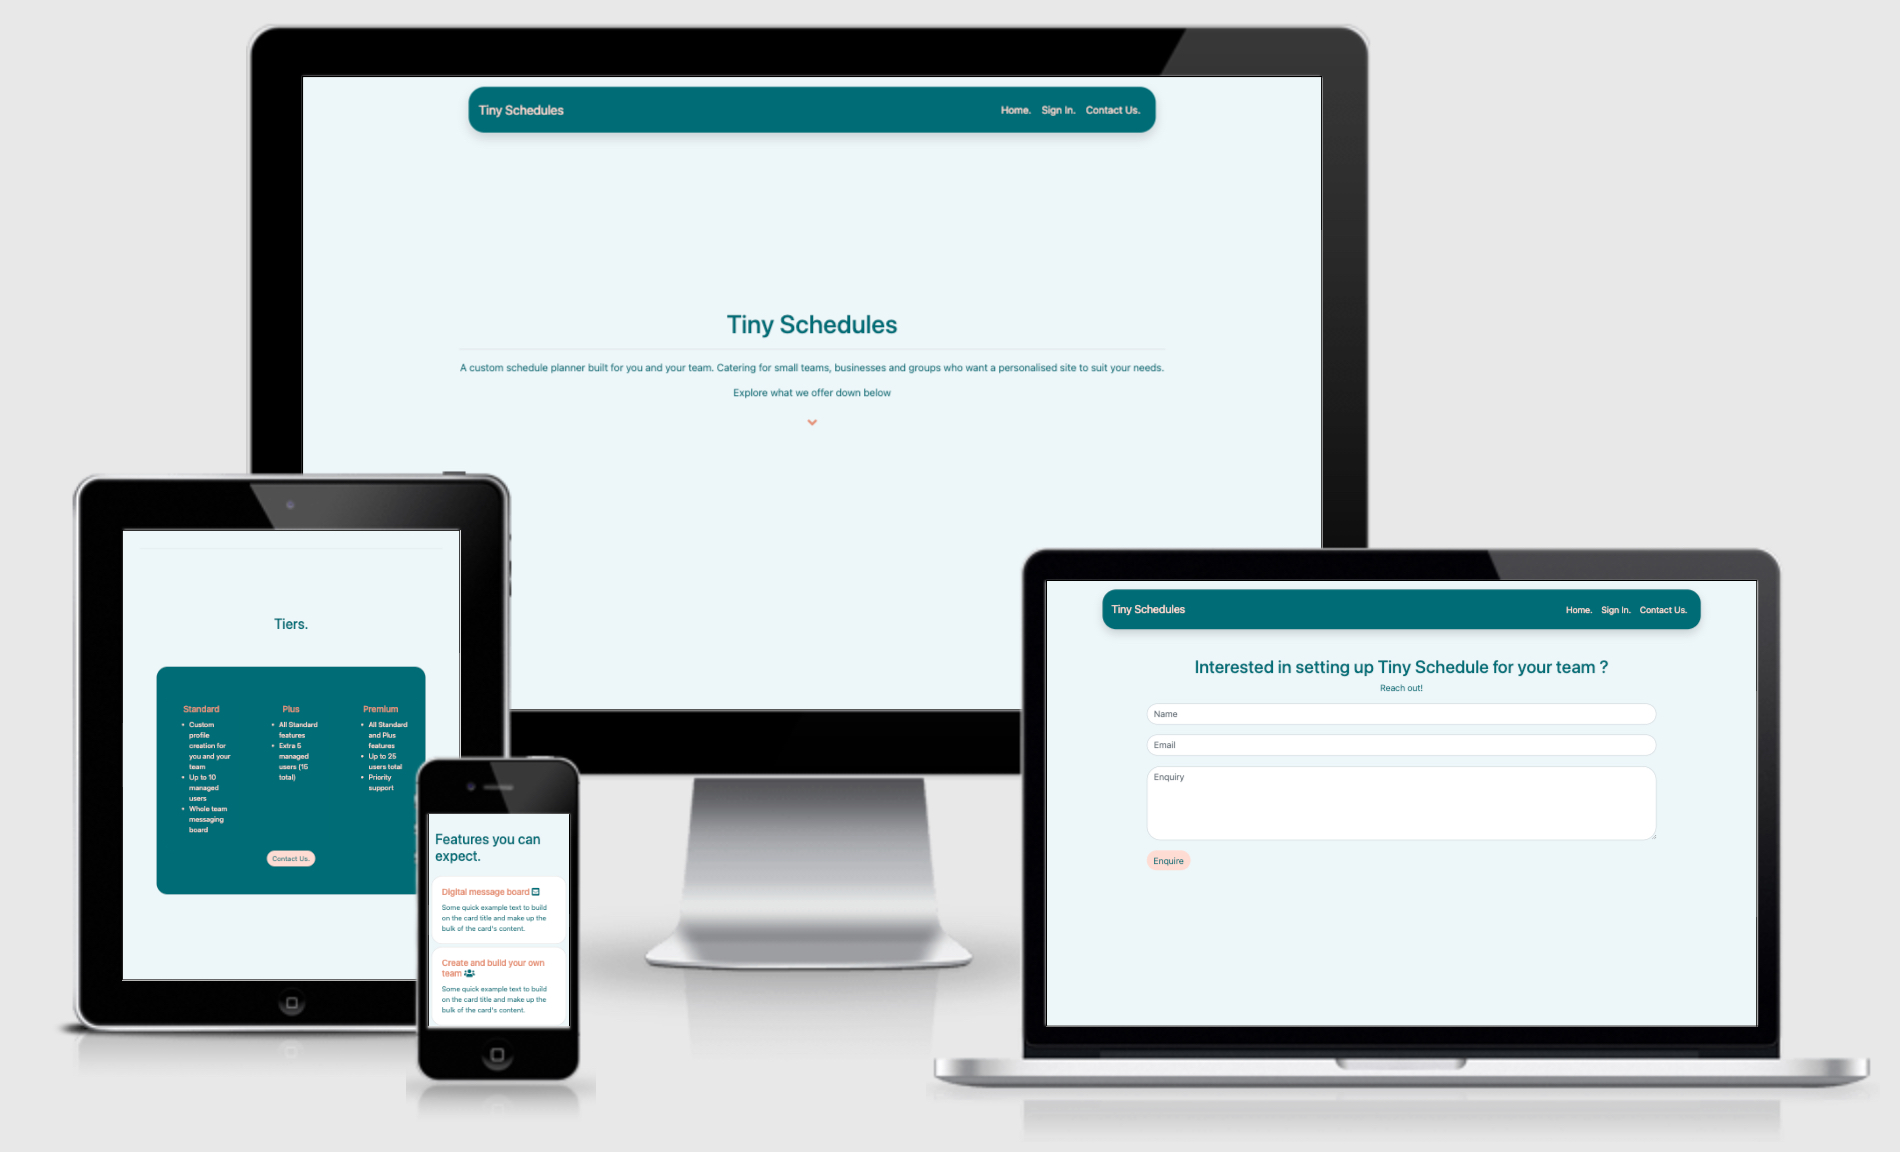 Tiny Schedules
Home. Sign In. Contact Us.
Tiny Schedules
A custom schedule planner built for you and your team. Catering for small teams, businesses and groups who want a personalised site to suit your needs.
Explore what we offer down below
Tiers.
Standard
Custom
profile
creation for
you and your
team
Up to 10
managed
users
Whole team
messaging
board
Plus
All Standard
features
Extra 5
managed
users (15
total)
Premium
All Standard
and Plus
features
Up to 25
users total
Priority
support
Contact Us.
Features you can
expect.
Digital message board
Some quick example text to build
on the card title and make up the
bulk of the card's content.
Create and build your own
team
Some quick example text to build
on the card title and make up the
bulk of the card's content.
Tiny Schedules
Home. Sign In. Contact Us.
Interested in setting up Tiny Schedule for your team ?
Reach out!
Name
Email
Enquiry
Enquire